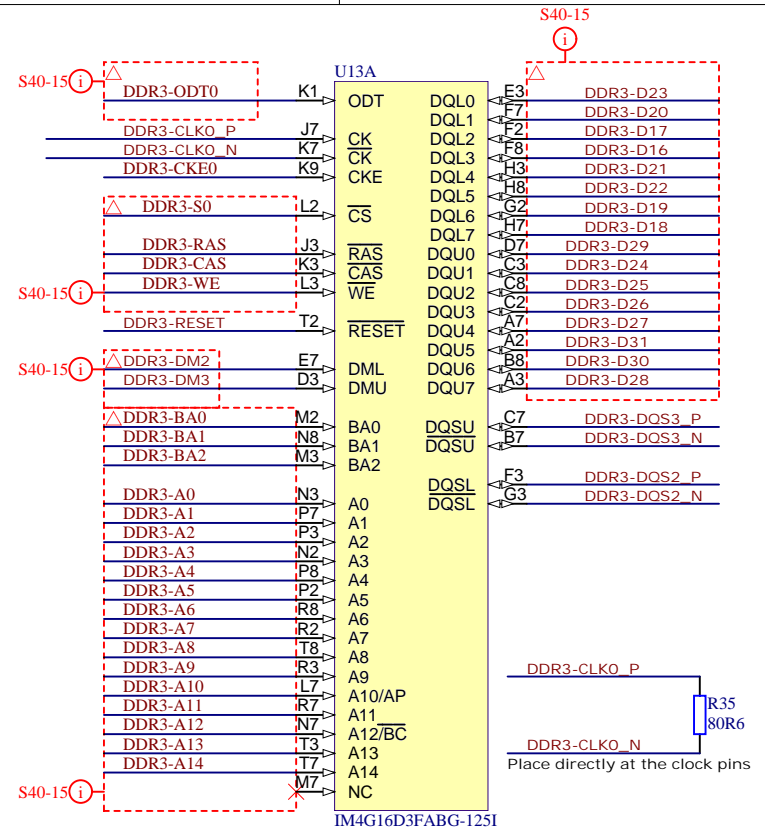 S40-15
i
U13A
S40-15 i
DDR3-ODT0 K1 ODT DQL0 E3 DDR3-D23
DQL1 F7 DDR3-D20
DDR3-CLK0_P J7 CK DQL2 F2 DDR3-D17
DDR3-CLK0_N K7 CK DQL3 F8 DDR3-D16
DDR3-CKE0 K9 CKE DQL4 H3 DDR3-D21
DQL5 H8 DDR3-D22
DDR3-S0 L2 CS DQL6 G2 DDR3-D19
DQL7 H7 DDR3-D18
DDR3-RAS J3 RAS DQU0 D7 DDR3-D29
DDR3-CAS K3 CAS DQU1 C3 DDR3-D24
S40-15 i DDR3-WE L3 WE DQU2 C8 DDR3-D25
DQU3 C2 DDR3-D26
DDR3-RESET T2 RESET DQU4 A7 DDR3-D27
DQU5 A2 DDR3-D31
S40-15 i DDR3-DM2 E7 DML DQU6 B8 DDR3-D30
DDR3-DM3 D3 DMU DQU7 A3 DDR3-D28
DDR3-BA0 M2 BA0 DQSU C7 DDR3-DQS3_P
DDR3-BA1 N8 BA1 DQSU B7 DDR3-DQS3_N
DDR3-BA2 M3 BA2
DQSL F3 DDR3-DQS2_P
DDR3-A0 N3 A0 DQSL G3 DDR3-DQS2_N
DDR3-A1 P7 A1
DDR3-A2 P3 A2
DDR3-A3 N2 A3
DDR3-A4 P8 A4
DDR3-A5 P2 A5
DDR3-A6 R8 A6
DDR3-A7 R2 A7
DDR3-A8 T8 A8
DDR3-A9 R3 A9 DDR3-CLK0_P
DDR3-A10 L7 A10/AP
DDR3-A11 R7 A11 R35
DDR3-A12 N7 A12/BC 80R6
DDR3-A13 T3 A13 DDR3-CLK0_N
DDR3-A14 T7 A14 Place directly at the clock pins
S40-15 i M7 NC
IM4G16D3FABG-125I